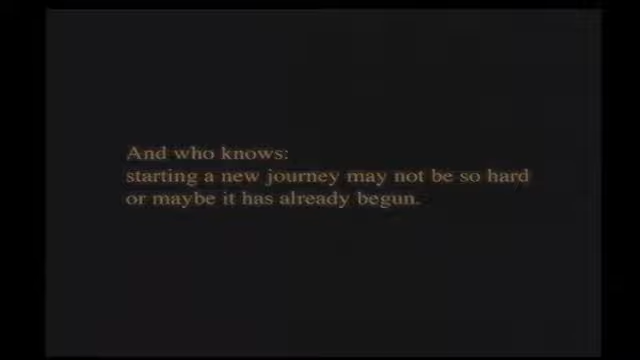 And who knows:
starting a new journey may not be so hard
or maybe it has already begun.